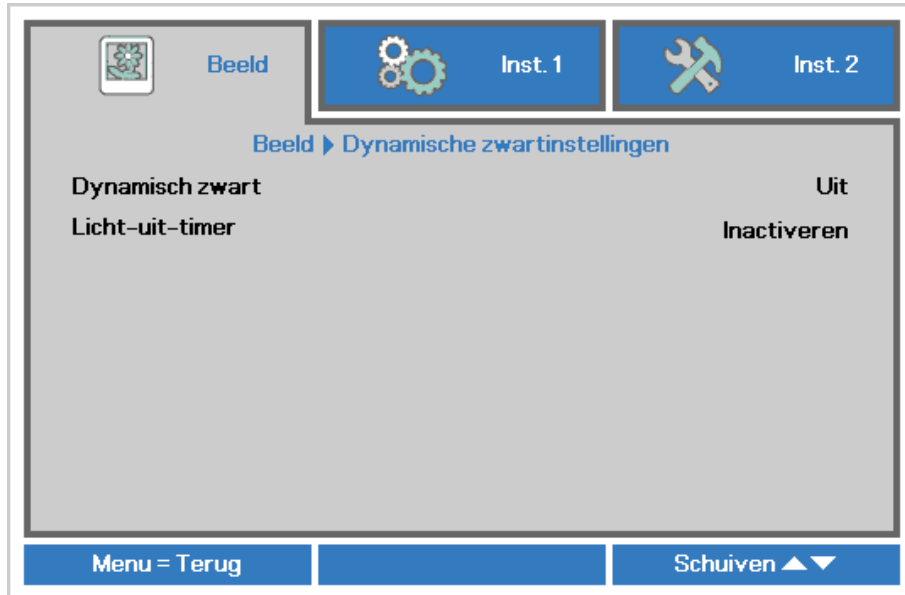 Beeld
Inst. 1
Inst. 2
Beeld ▶ Dynamische zwartinstellingen
Dynamisch zwart Uit
Licht-uit-timer Inactiveren
Menu = Terug
Schuiven ▲▼